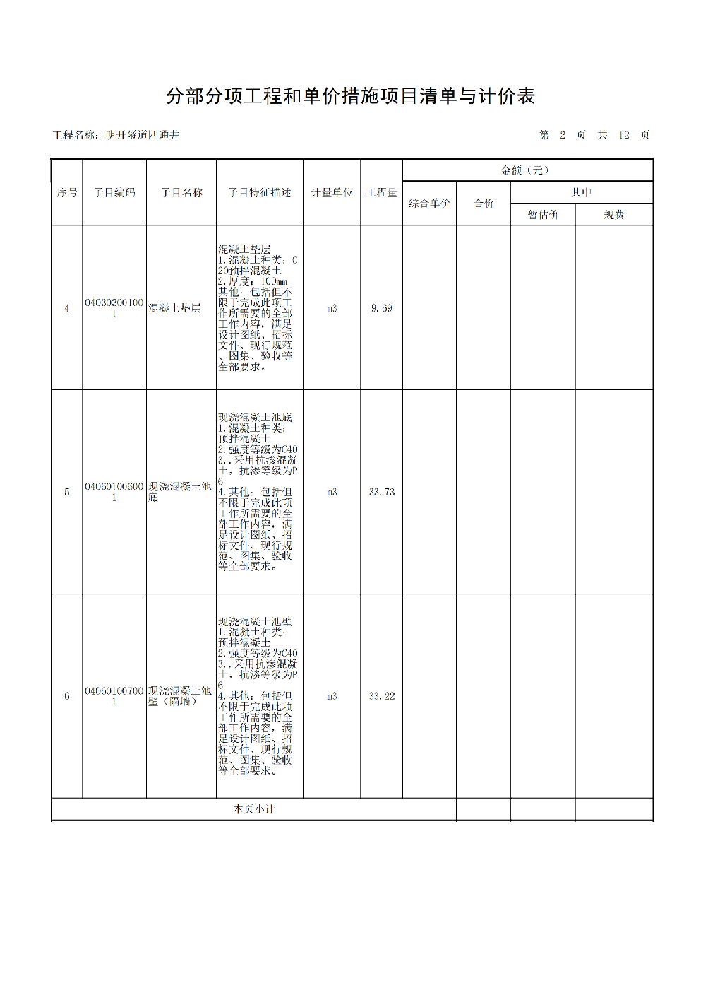 分部分项工程和单价措施项目清单与计价表
工程名称：明开隧道四通井
第 2 页 共 12 页
序号
子目编码
子目名称
子目特征描述
计量单位
工程量
金额（元）
综合单价
合价
其中
暂估价
规费
4
04030300100
1
混凝土垫层
混凝土垫层
1.混凝土种类：C
20预拌混凝土
2.厚度：100mm
其他：包括但不
限于完成此项工
作所需要的全部
工作内容，满足
设计图纸、招标
文件、现行规范
、图集、验收等
全部要求。
m3
9.69
5
04060100600
1
现浇混凝土池
底
现浇混凝土池底
1.混凝土种类：
预拌混凝土
2.强度等级为C40
3..采用抗渗混凝
土，抗渗等级为P
6
4.其他：包括但
不限于完成此项
工作所需要的全
部工作内容，满
足设计图纸、招
标文件、现行规
范、图集、验收
等全部要求。
m3
33.73
6
04060100700
1
现浇混凝土池
壁（隔墙）
现浇混凝土池壁
1.混凝土种类：
预拌混凝土
2.强度等级为C40
3..采用抗渗混凝
土，抗渗等级为P
6
4.其他：包括但
不限于完成此项
工作所需要的全
部工作内容，满
足设计图纸、招
标文件、现行规
范、图集、验收
等全部要求。
m3
33.22
本页小计